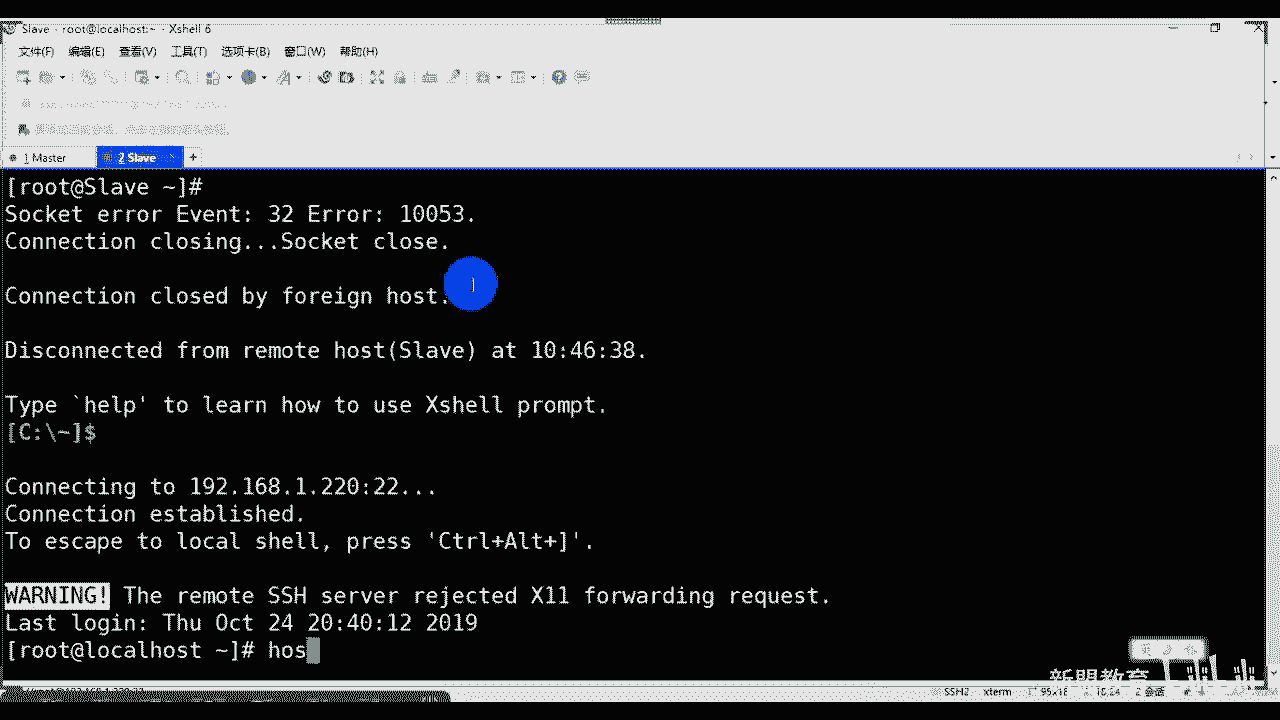 Slave - root@localhost:~ - Xshell 6
文件(F) 编辑(E) 查看(V) 工具(T) 选项卡(B) 窗口(W) 帮助(H)
1 Master 2 Slave +
[root@Slave ~]#
Socket error Event: 32 Error: 10053.
Connection closing...Socket close.
Connection closed by foreign host.
Disconnected from remote host(Slave) at 10:46:38.
Type `help' to learn how to use Xshell prompt.
[C:\~]$
Connecting to 192.168.1.220:22...
Connection established.
To escape to local shell, press 'Ctrl+Alt+]'.
WARNING! The remote SSH server rejected X11 forwarding request.
Last login: Thu Oct 24 20:40:12 2019
[root@localhost ~]# hos
新盟教育
SSH2 xterm